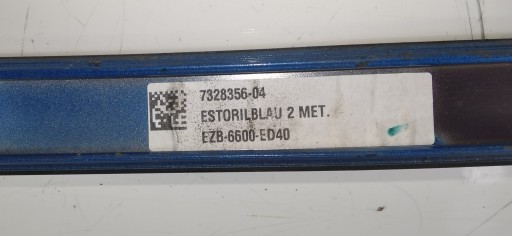 7328356-04
ESTORILBLAU 2 MET.
EZB-6600-ED40